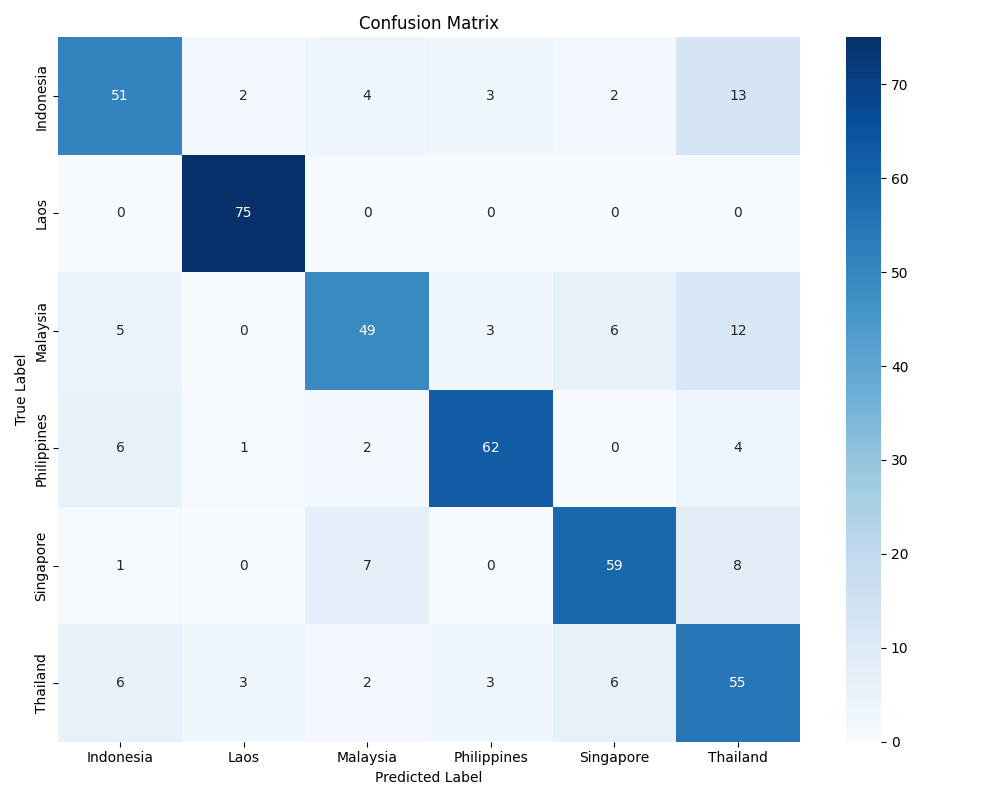 Confusion Matrix
True Label
Indonesia 51 2 4 3 2 13
Laos 0 75 0 0 0 0
Malaysia 5 0 49 3 6 12
Philippines 6 1 2 62 0 4
Singapore 1 0 7 0 59 8
Thailand 6 3 2 3 6 55
Indonesia Laos Malaysia Philippines Singapore Thailand
Predicted Label
70
60
50
40
30
20
10
0